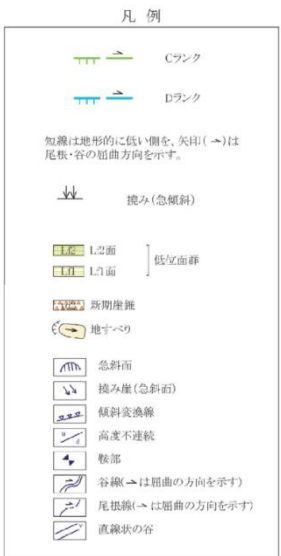 凡 例
Cランク
Dランク
短線は地形的に低い側を、矢印(→)は
尾根・谷の屈曲方向を示す。
撓み(急傾斜)
Lf2 Lf2面
低位面群
Lf1 Lf1面
新期崖錐
地すべり
急斜面
撓み崖(急斜面)
傾斜変換線
高度不連続
鞍部
谷線(→は屈曲の方向を示す)
尾根線(→は屈曲の方向を示す)
直線状の谷